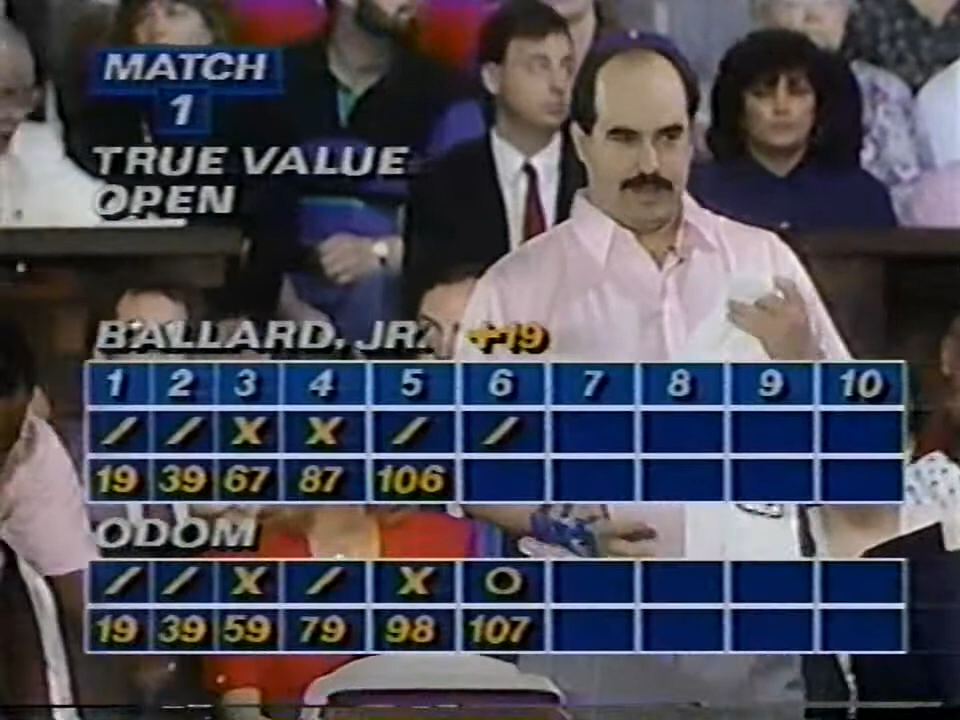 MATCH
1
TRUE VALUE
OPEN
BALLARD, JR. +19
1 2 3 4 5 6 7 8 9 10
/ / X X / /
19 39 67 87 106
ODOM
/ / X / X O
19 39 59 79 98 107